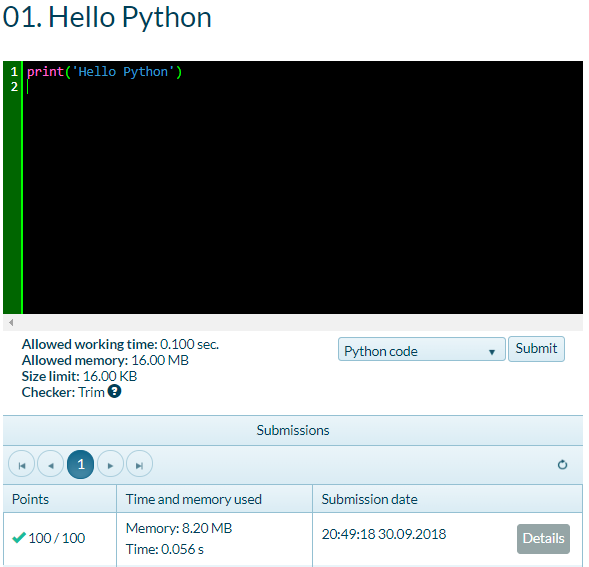 01. Hello Python
1 print('Hello Python')
2
Allowed working time: 0.100 sec.
Allowed memory: 16.00 MB
Size limit: 16.00 KB
Checker: Trim ?
Python code
Submit
Submissions
1
Points Time and memory used Submission date
100 / 100 Memory: 8.20 MB 20:49:18 30.09.2018 Details
Time: 0.056 s